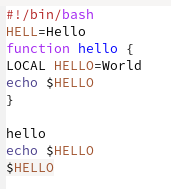 #!/bin/bash
HELL=Hello
function hello {
LOCAL HELLO=World
echo $HELLO
}
hello
echo $HELLO
$HELLO